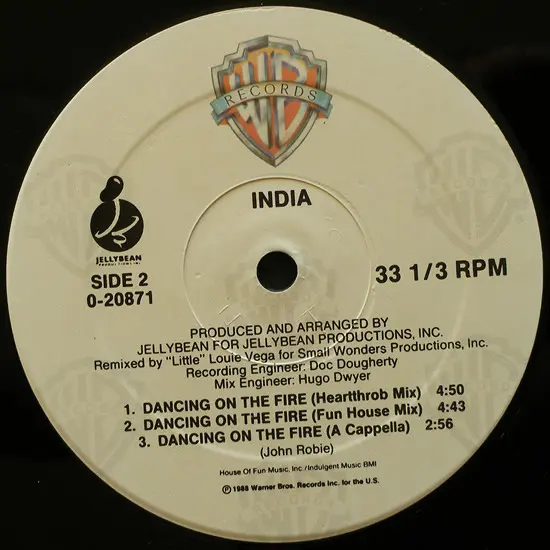 WB
RECORDS
INDIA
JELLYBEAN
PRODUCTIONS, INC.
SIDE 2
0-20871
33 1/3 RPM
PRODUCED AND ARRANGED BY
JELLYBEAN FOR JELLYBEAN PRODUCTIONS, INC.
Remixed by "Little" Louie Vega for Small Wonders Productions, Inc.
Recording Engineer: Doc Dougherty
Mix Engineer: Hugo Dwyer
1. DANCING ON THE FIRE (Heartthrob Mix) 4:50
2. DANCING ON THE FIRE (Fun House Mix) 4:43
3. DANCING ON THE FIRE (A Cappella) 2:56
(John Robie)
House Of Fun Music, Inc./Indulgent Music BMI
℗ 1988 Warner Bros. Records Inc. for the U.S.